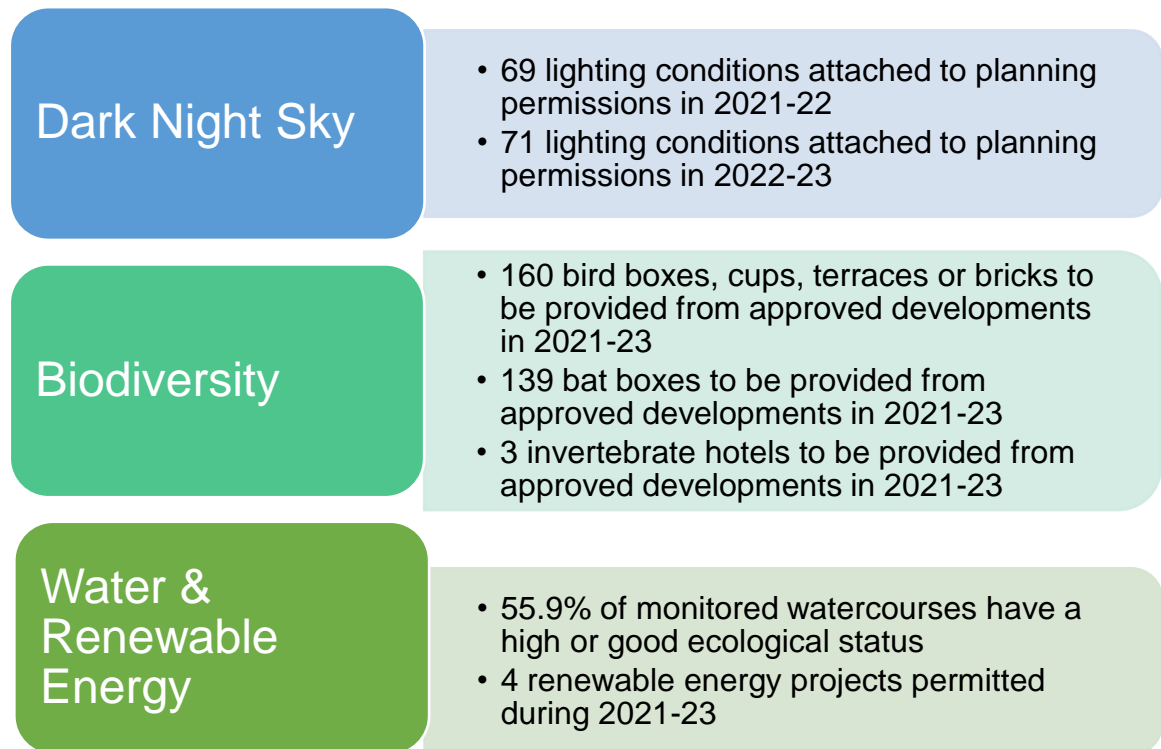 Dark Night Sky
• 69 lighting conditions attached to planning
permissions in 2021-22
• 71 lighting conditions attached to planning
permissions in 2022-23
Biodiversity
• 160 bird boxes, cups, terraces or bricks to
be provided from approved developments
in 2021-23
• 139 bat boxes to be provided from
approved developments in 2021-23
• 3 invertebrate hotels to be provided from
approved developments in 2021-23
Water &
Renewable
Energy
• 55.9% of monitored watercourses have a
high or good ecological status
• 4 renewable energy projects permitted
during 2021-23